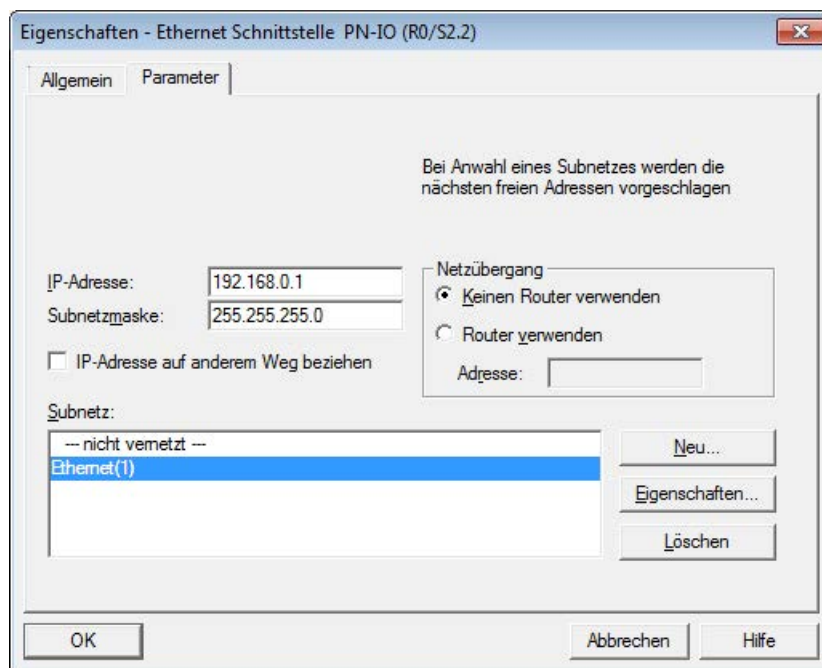 Eigenschaften - Ethernet Schnittstelle PN-IO (R0/S2.2)
Allgemein
Parameter
Bei Anwahl eines Subnetzes werden die
nächsten freien Adressen vorgeschlagen
IP-Adresse:
192.168.0.1
Subnetzmaske:
255.255.255.0
IP-Adresse auf anderem Weg beziehen
Netzübergang
Keinen Router verwenden
Router verwenden
Adresse:
Subnetz:
--- nicht vernetzt ---
Ethernet(1)
Neu...
Eigenschaften...
Löschen
OK
Abbrechen
Hilfe